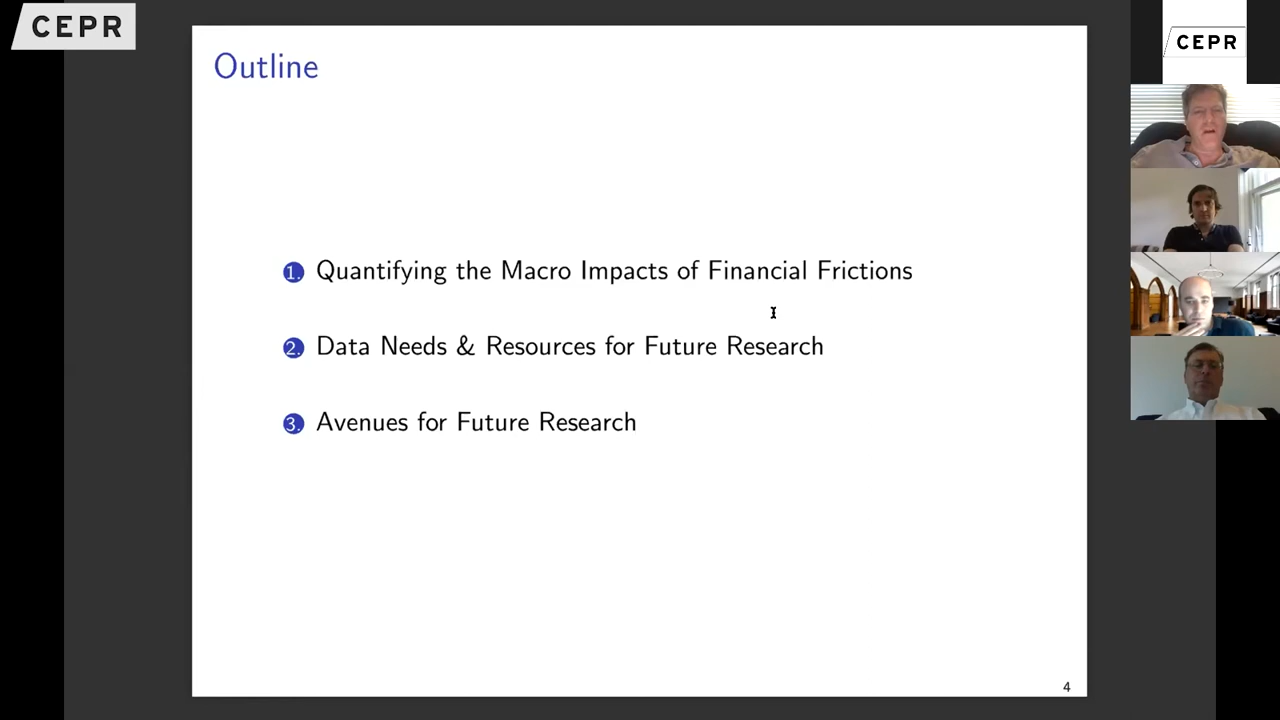 CEPR
CEPR
Outline
1. Quantifying the Macro Impacts of Financial Frictions
2. Data Needs & Resources for Future Research
3. Avenues for Future Research
4